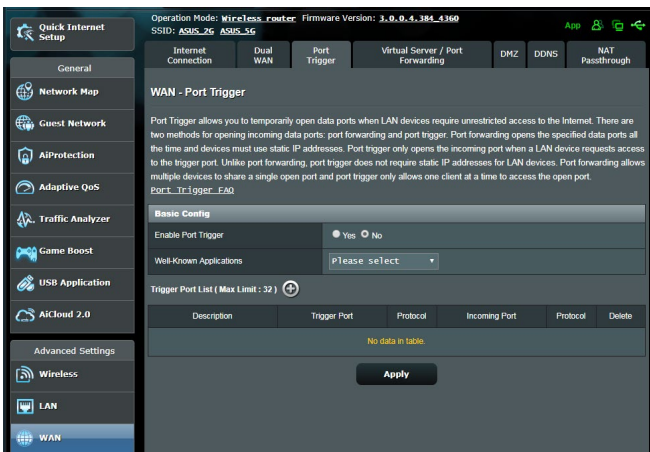 Operation Mode: Wireless router Firmware Version: 3.0.0.4.384_4360
SSID: ASUS_2G ASUS_5G
App
Quick Internet
Setup
General
Network Map
Guest Network
AiProtection
Adaptive QoS
Traffic Analyzer
Game Boost
USB Application
AiCloud 2.0
Advanced Settings
Wireless
LAN
WAN
Internet
Connection
Dual
WAN
Port
Trigger
Virtual Server / Port
Forwarding
DMZ
DDNS
NAT
Passthrough
WAN - Port Trigger
Port Trigger allows you to temporarily open data ports when LAN devices require unrestricted access to the Internet. There are
two methods for opening incoming data ports: port forwarding and port trigger. Port forwarding opens the specified data ports all
the time and devices must use static IP addresses. Port trigger only opens the incoming port when a LAN device requests access
to the trigger port. Unlike port forwarding, port trigger does not require static IP addresses for LAN devices. Port forwarding allows
multiple devices to share a single open port and port trigger only allows one client at a time to access the open port.
Port Trigger FAQ
Basic Config
Enable Port Trigger
Yes No
Well-Known Applications
Please select
Trigger Port List ( Max Limit : 32 )
Description Trigger Port Protocol Incoming Port Protocol Delete
No data in table.
Apply